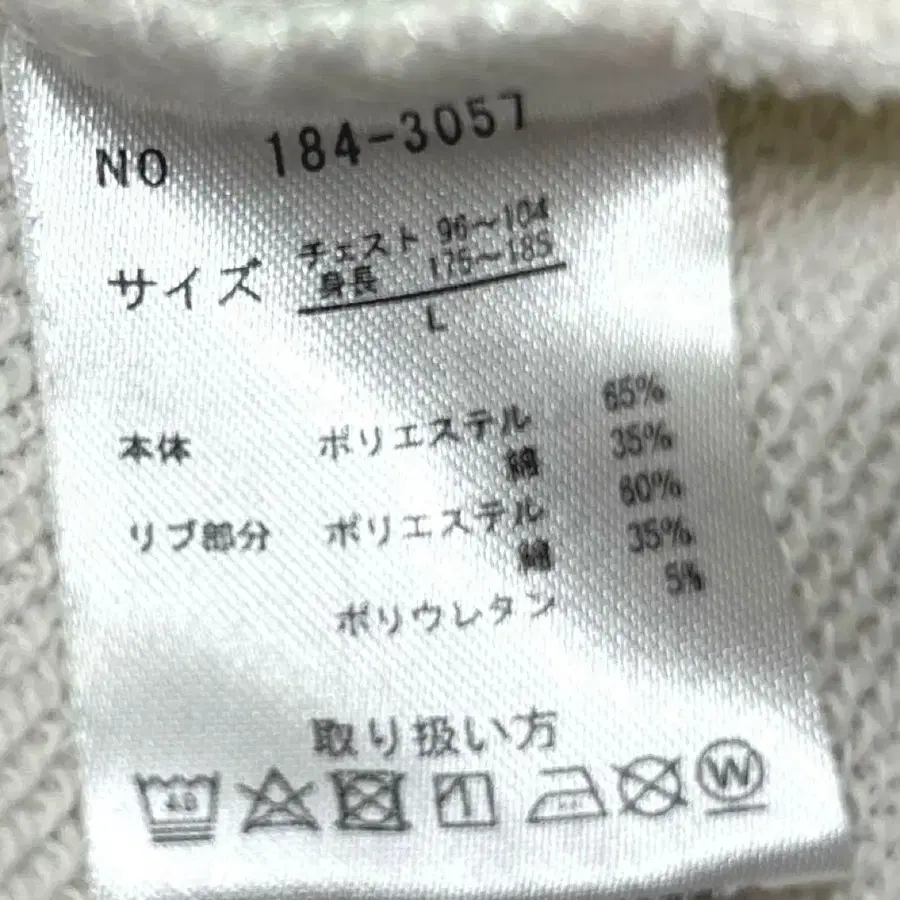 NO 184-3057
サイズ チェスト 96〜104
身長 175〜185
L
本体 ポリエステル 65%
綿 35%
リブ部分 ポリエステル 60%
綿 35%
ポリウレタン 5%
取り扱い方
40 W